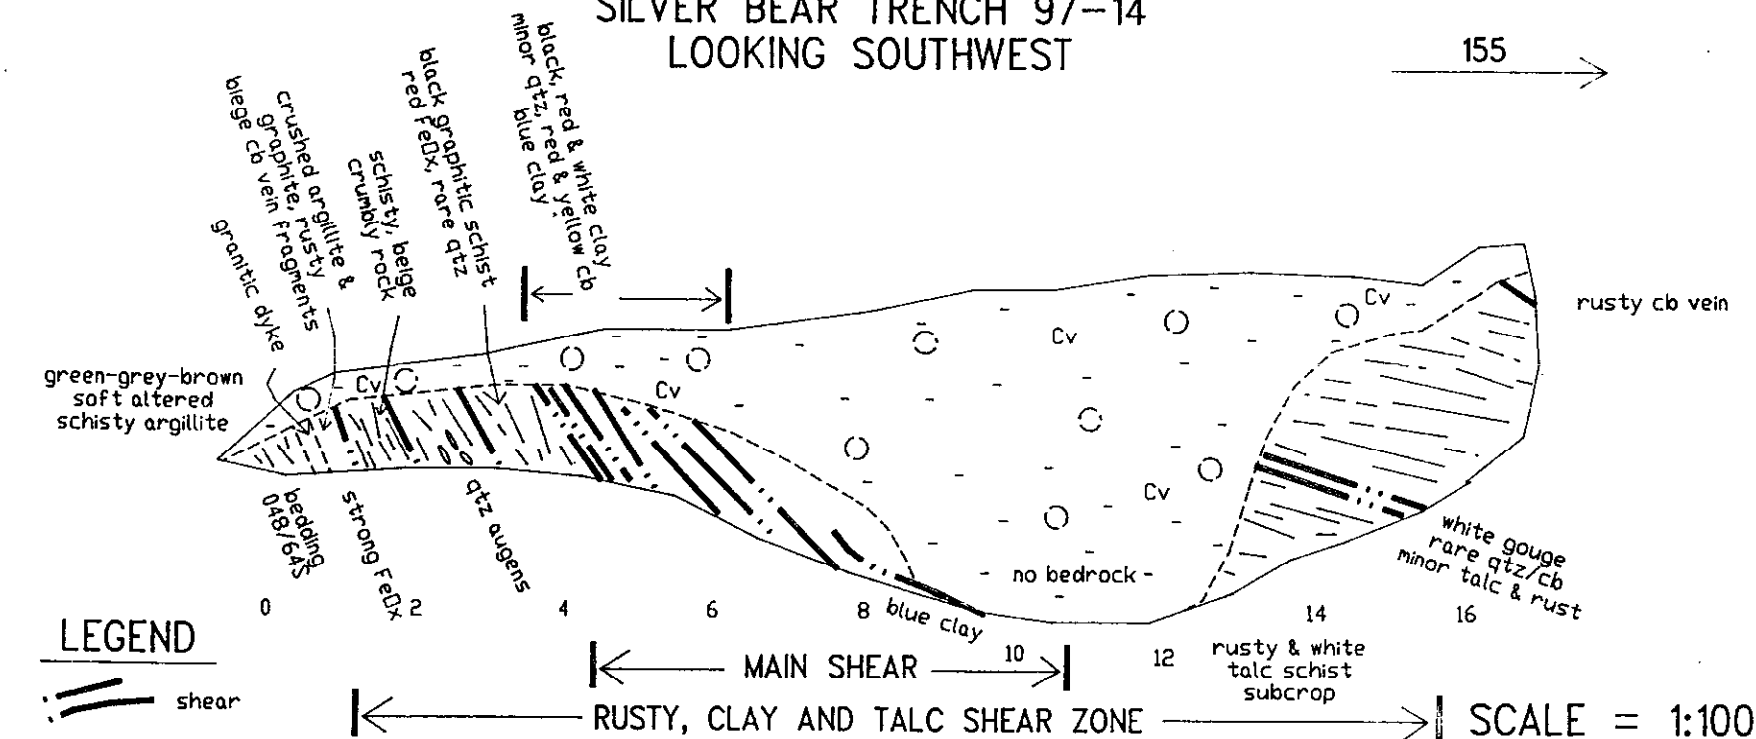 SILVER BEAR TRENCH 97-14
LOOKING SOUTHWEST
155
black, red & white clay
minor qtz, red & yellow cb
blue clay
black graphitic schist
red FeOx, rare qtz
schisty, beige
crumbly rock
crushed argillite &
graphite, rusty
biege cb vein fragments
granitic dyke
green-grey-brown
soft altered
schisty argillite
Cv
Cv
Cv
Cv
Cv
rusty cb vein
bedding
048/64S
strong FeOx
qtz augens
blue clay
- no bedrock -
white gouge
rare qtz/cb
minor talc & rust
0
2
4
6
8
10
12
14
16
rusty & white
talc schist
subcrop
LEGEND
shear
MAIN SHEAR
RUSTY, CLAY AND TALC SHEAR ZONE
SCALE = 1:100